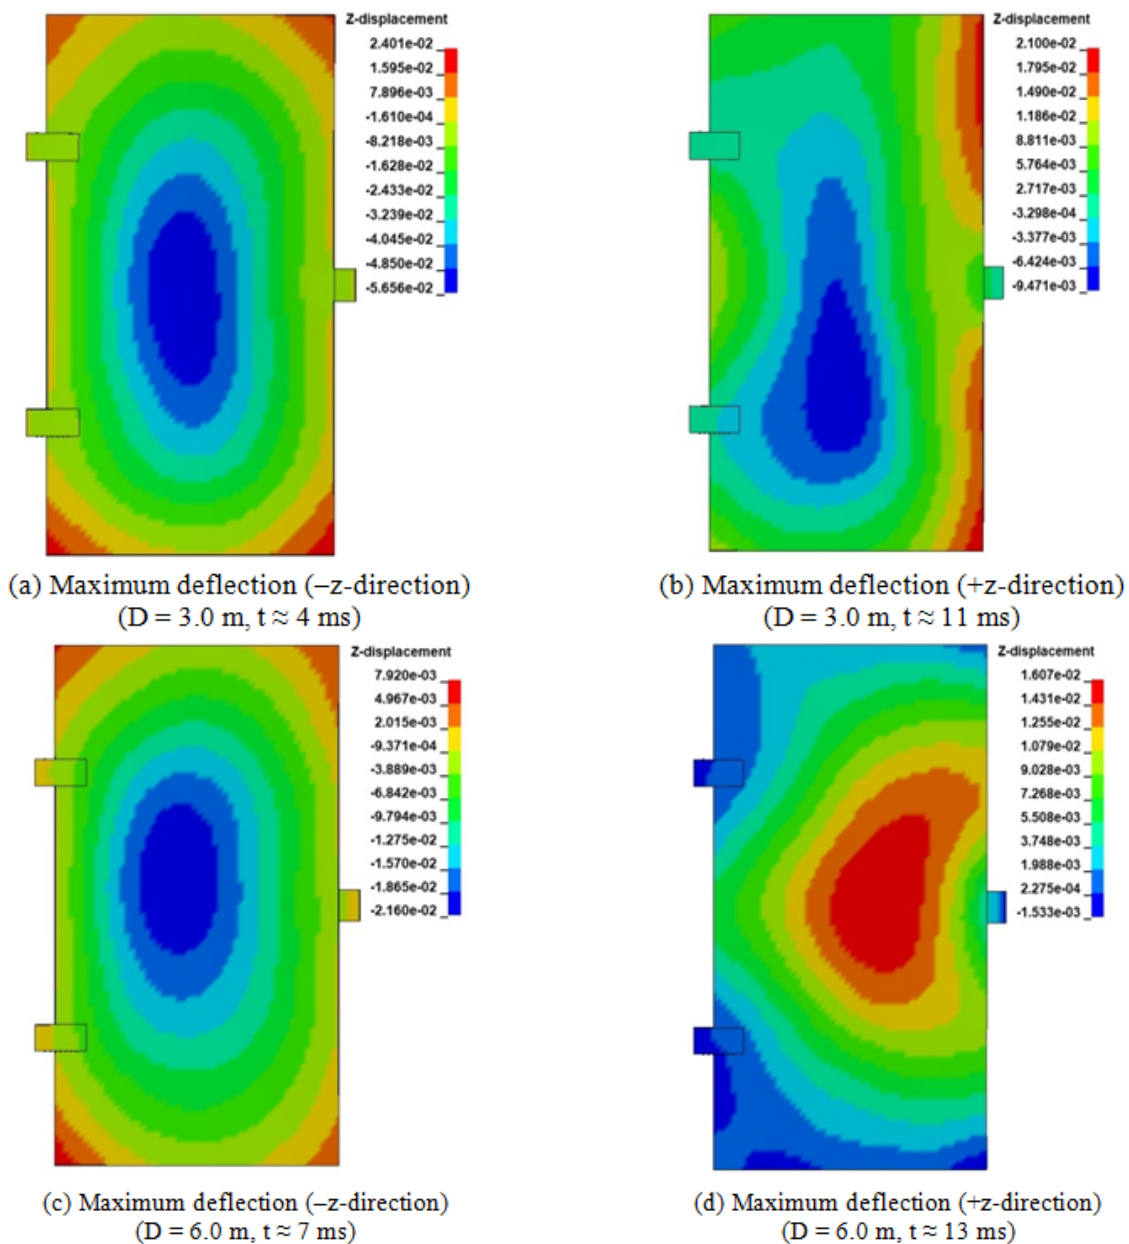 Z-displacement
2.401e-02
1.595e-02
7.896e-03
-1.610e-04
-8.218e-03
-1.628e-02
-2.433e-02
-3.239e-02
-4.045e-02
-4.850e-02
-5.656e-02
(a) Maximum deflection (–z-direction)
(D = 3.0 m, t ≈ 4 ms)
Z-displacement
2.100e-02
1.795e-02
1.490e-02
1.186e-02
8.811e-03
5.764e-03
2.717e-03
-3.298e-04
-3.377e-03
-6.424e-03
-9.471e-03
(b) Maximum deflection (+z-direction)
(D = 3.0 m, t ≈ 11 ms)
Z-displacement
7.920e-03
4.967e-03
2.015e-03
-9.371e-04
-3.889e-03
-6.842e-03
-9.794e-03
-1.275e-02
-1.570e-02
-1.865e-02
-2.160e-02
(c) Maximum deflection (–z-direction)
(D = 6.0 m, t ≈ 7 ms)
Z-displacement
1.607e-02
1.431e-02
1.255e-02
1.079e-02
9.028e-03
7.268e-03
5.508e-03
3.748e-03
1.988e-03
2.275e-04
-1.533e-03
(d) Maximum deflection (+z-direction)
(D = 6.0 m, t ≈ 13 ms)